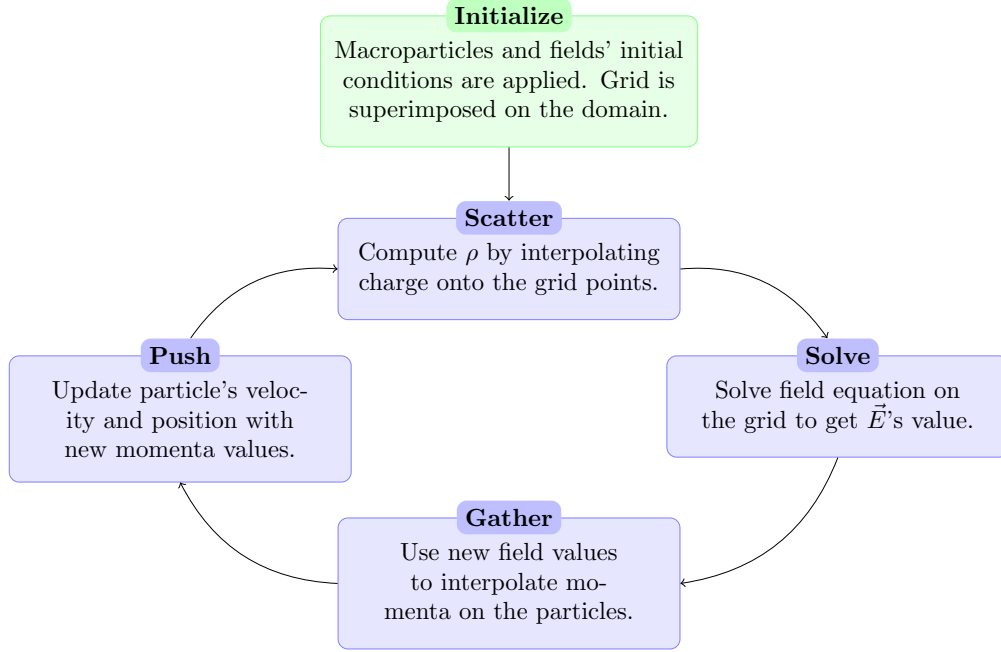 Initialize
Macroparticles and fields' initial
conditions are applied. Grid is
superimposed on the domain.
Scatter
Compute ρ by interpolating
charge onto the grid points.
Push
Update particle's veloc-
ity and position with
new momenta values.
Solve
Solve field equation on
the grid to get \vec{E}'s value.
Gather
Use new field values
to interpolate mo-
menta on the particles.